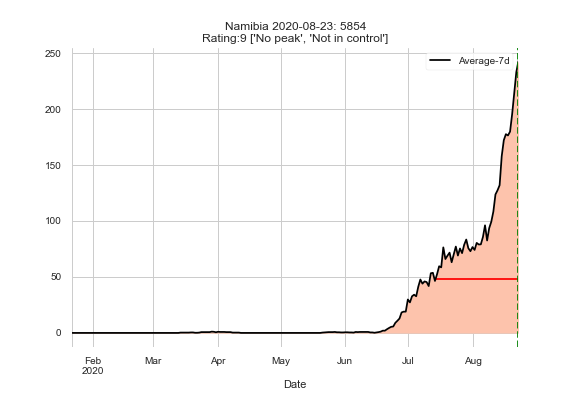 Namibia 2020-08-23: 5854
Rating:9 ['No peak', 'Not in control']
250
Average-7d
200
150
100
50
0
Feb Mar Apr May Jun Jul Aug
2020
Date